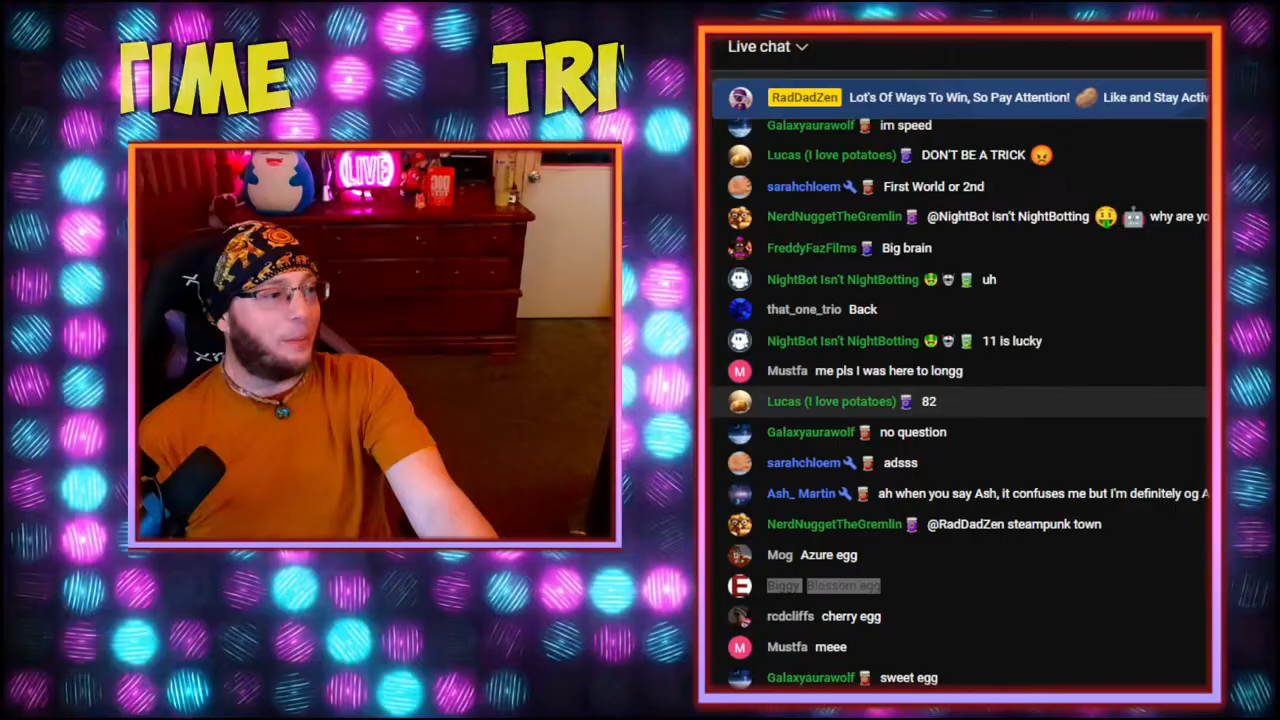 TIME TRI
LIVE
Live chat
RadDadZen Lot's Of Ways To Win, So Pay Attention! 🥔 Like and Stay Activ
Galaxyaurawolf im speed
Lucas (I love potatoes) DON'T BE A TRICK 😡
sarahchloem First World or 2nd
NerdNuggetTheGremlin @NightBot Isn't NightBotting 🤑 🤖 why are yo
FreddyFazFilms Big brain
NightBot Isn't NightBotting uh
that_one_trio Back
NightBot Isn't NightBotting 11 is lucky
M Mustfa me pls I was here to longg
Lucas (I love potatoes) 82
Galaxyaurawolf no question
sarahchloem adsss
Ash_ Martin ah when you say Ash, it confuses me but I'm definitely og A
NerdNuggetTheGremlin @RadDadZen steampunk town
Mog Azure egg
Biggy Blossom egg
rcdcliffs cherry egg
M Mustfa meee
Galaxyaurawolf sweet egg